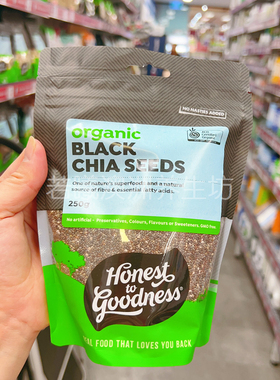 NO NASTIES ADDED
organic
BLACK
CHIA SEEDS
One of nature's superfoods and a natural
source of fibre & essential fatty acids.
250g
No artificial - Preservatives, Colours, Flavours or Sweeteners, GMO free
Honest
to
Goodness
REAL FOOD THAT LOVES YOU BACK.